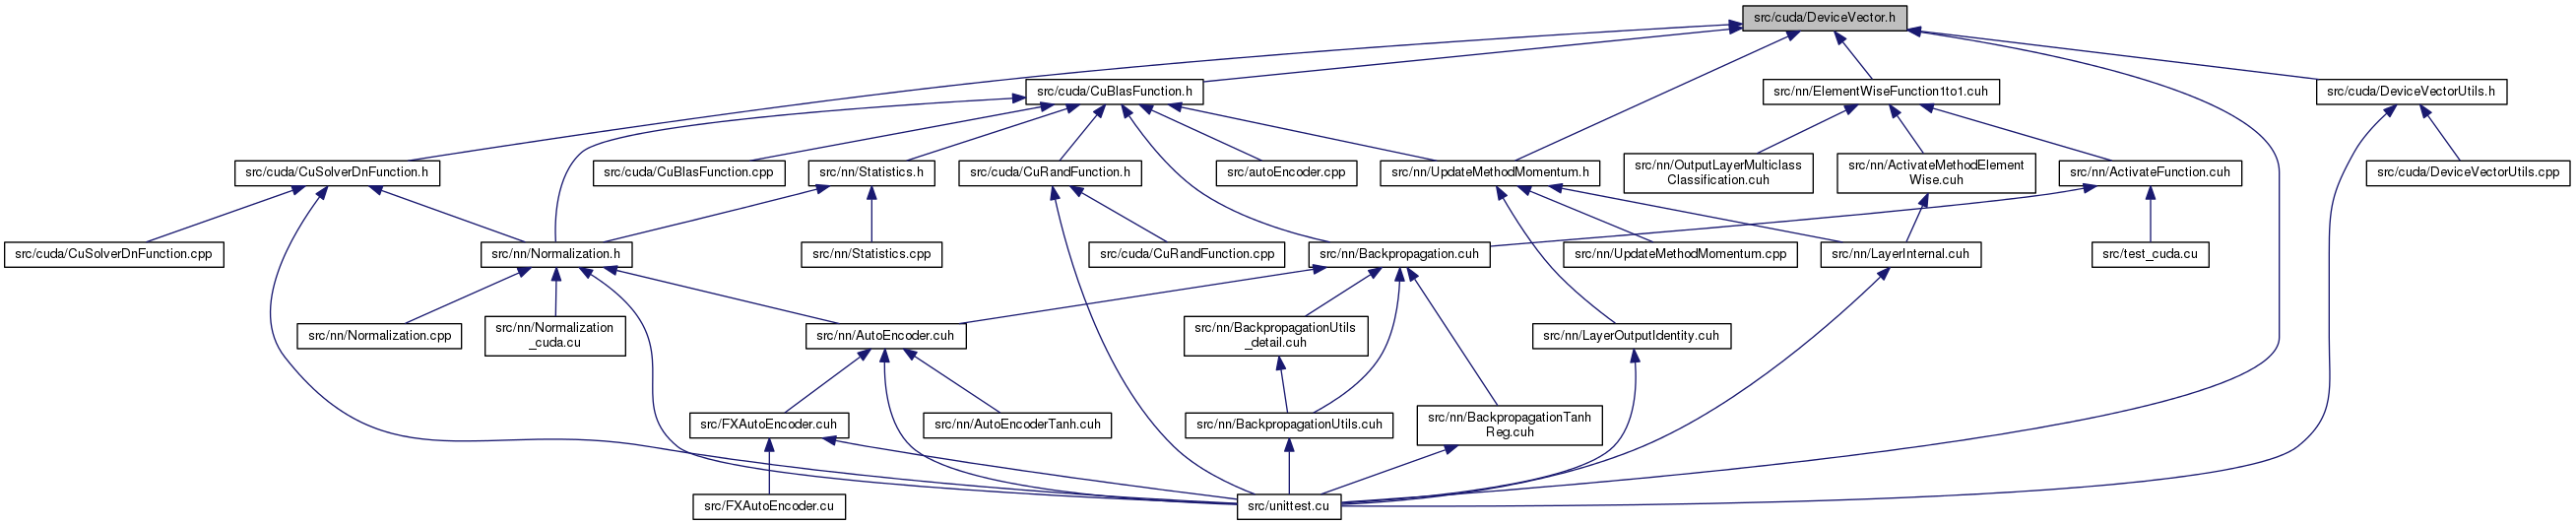 src/cuda/DeviceVector.h
src/cuda/CuBlasFunction.h
src/nn/ElementWiseFunction1to1.cuh
src/cuda/DeviceVectorUtils.h
src/cuda/CuSolverDnFunction.h
src/cuda/CuBlasFunction.cpp
src/nn/Statistics.h
src/cuda/CuRandFunction.h
src/autoEncoder.cpp
src/nn/UpdateMethodMomentum.h
src/nn/OutputLayerMulticlass
Classification.cuh
src/nn/ActivateMethodElement
Wise.cuh
src/nn/ActivateFunction.cuh
src/cuda/DeviceVectorUtils.cpp
src/cuda/CuSolverDnFunction.cpp
src/nn/Normalization.h
src/nn/Statistics.cpp
src/cuda/CuRandFunction.cpp
src/nn/Backpropagation.cuh
src/nn/UpdateMethodMomentum.cpp
src/nn/LayerInternal.cuh
src/test_cuda.cu
src/nn/Normalization.cpp
src/nn/Normalization
_cuda.cu
src/nn/AutoEncoder.cuh
src/nn/BackpropagationUtils
_detail.cuh
src/nn/LayerOutputIdentity.cuh
src/FXAutoEncoder.cuh
src/nn/AutoEncoderTanh.cuh
src/nn/BackpropagationUtils.cuh
src/nn/BackpropagationTanh
Reg.cuh
src/FXAutoEncoder.cu
src/unittest.cu